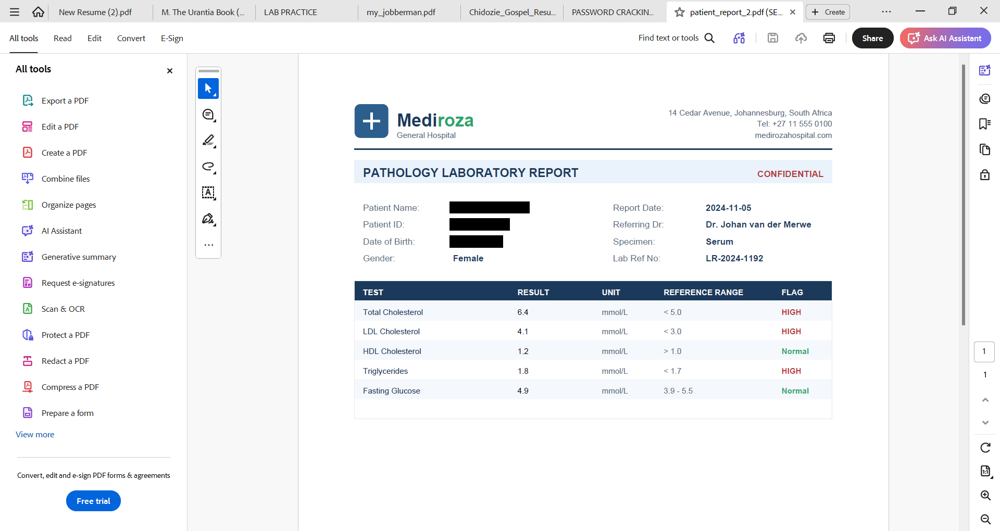 New Resume (2).pdf
M. The Urantia Book (...
LAB PRACTICE
my_jobberman.pdf
Chidozie_Gospel_Resu...
PASSWORD CRACKIN...
patient_report_2.pdf (SE...
Create
All tools
Read
Edit
Convert
E-Sign
Find text or tools
Share
Ask AI Assistant
All tools
Export a PDF
Edit a PDF
Create a PDF
Combine files
Organize pages
AI Assistant
Generative summary
Request e-signatures
Scan & OCR
Protect a PDF
Redact a PDF
Compress a PDF
Prepare a form
View more
Convert, edit and e-sign PDF forms & agreements
Free trial
Mediroza
General Hospital
14 Cedar Avenue, Johannesburg, South Africa
Tel: +27 11 555 0100
medirozahospital.com
PATHOLOGY LABORATORY REPORT CONFIDENTIAL
Patient Name: Report Date: 2024-11-05
Patient ID: Referring Dr: Dr. Johan van der Merwe
Date of Birth: Specimen: Serum
Gender: Female Lab Ref No: LR-2024-1192
TEST RESULT UNIT REFERENCE RANGE FLAG
Total Cholesterol 6.4 mmol/L < 5.0 HIGH
LDL Cholesterol 4.1 mmol/L < 3.0 HIGH
HDL Cholesterol 1.2 mmol/L > 1.0 Normal
Triglycerides 1.8 mmol/L < 1.7 HIGH
Fasting Glucose 4.9 mmol/L 3.9 - 5.5 Normal
1
1